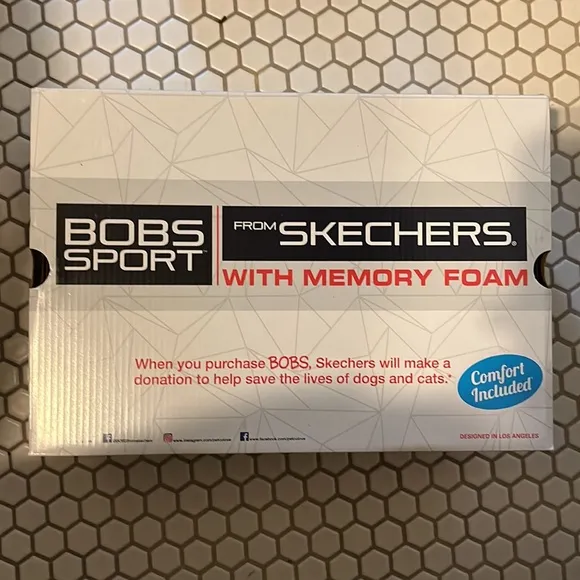 BOBS
SPORT™
FROM SKECHERS®
WITH MEMORY FOAM
When you purchase BOBS, Skechers will make a
donation to help save the lives of dogs and cats.*
Comfort
Included
DESIGNED IN LOS ANGELES